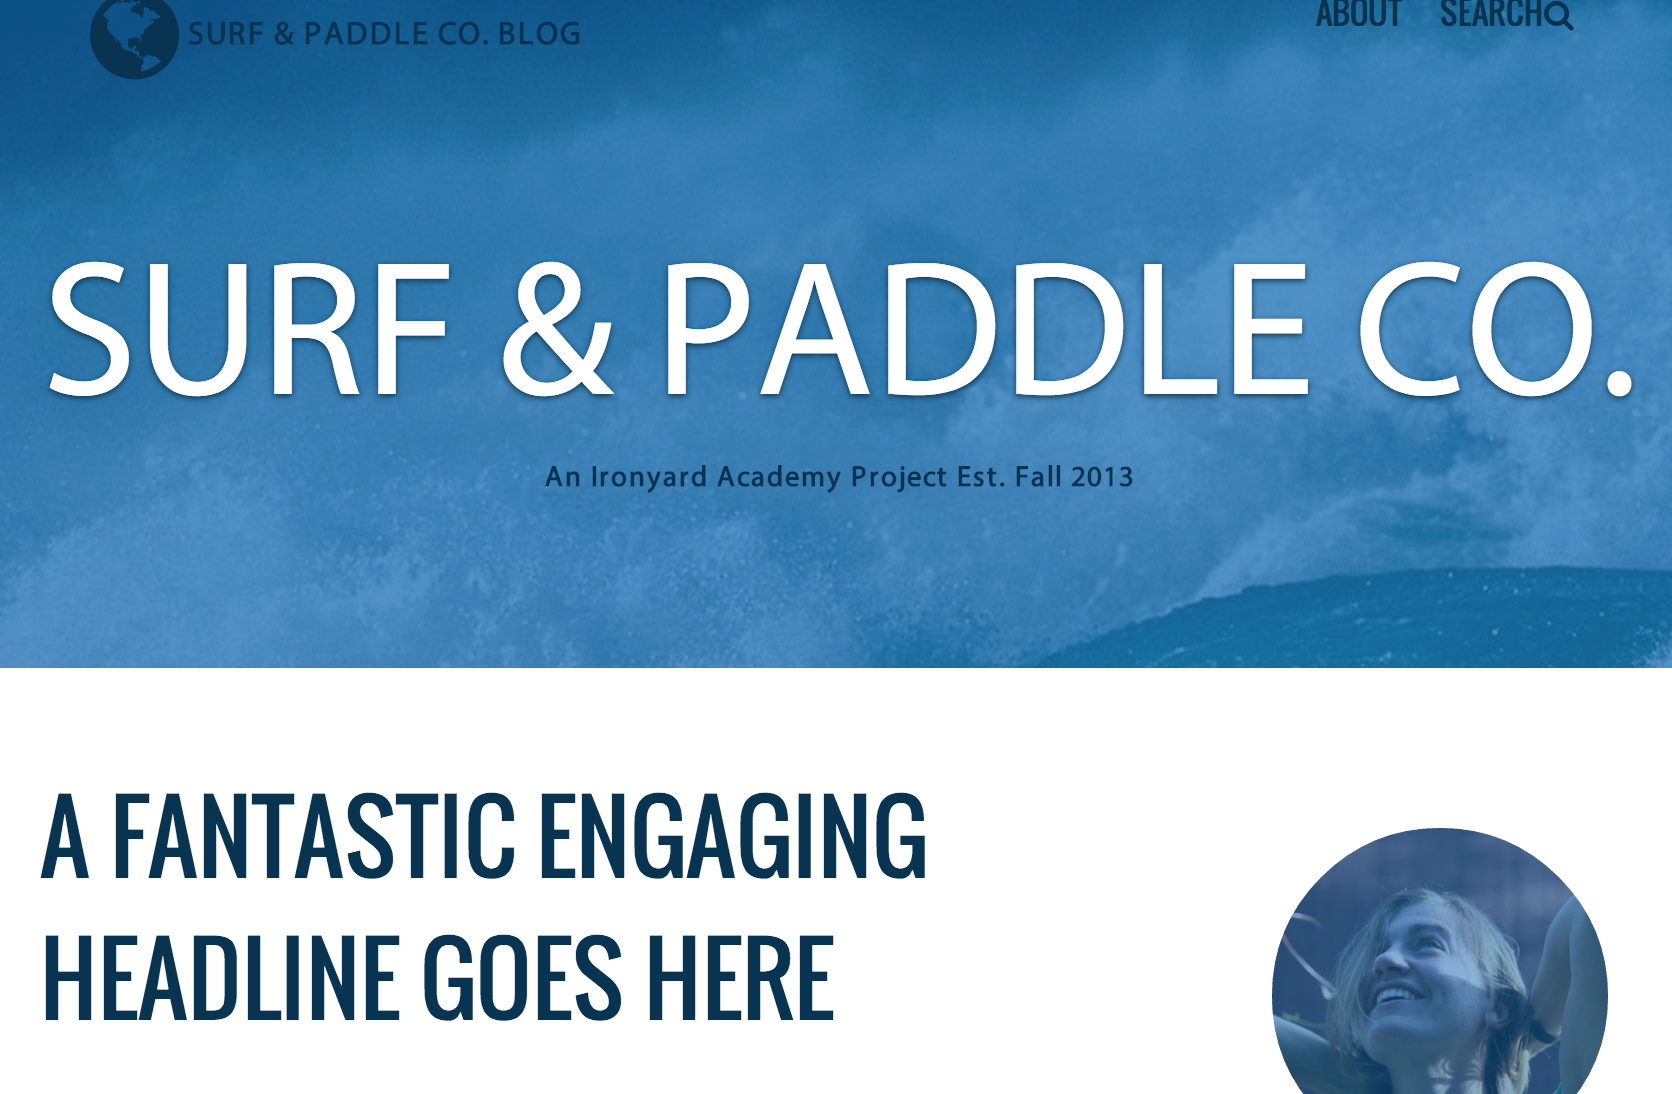 SURF & PADDLE CO. BLOG
ABOUT SEARCH
SURF & PADDLE CO.
An Ironyard Academy Project Est. Fall 2013
A FANTASTIC ENGAGING
HEADLINE GOES HERE